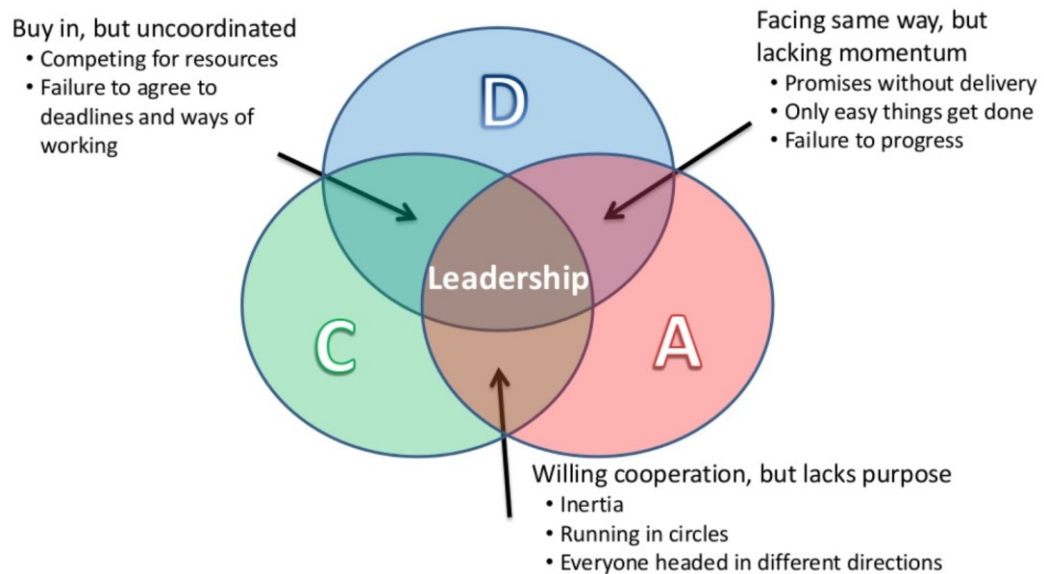 Buy in, but uncoordinated
• Competing for resources
• Failure to agree to
deadlines and ways of
working
Facing same way, but
lacking momentum
• Promises without delivery
• Only easy things get done
• Failure to progress
D
Leadership
C
A
Willing cooperation, but lacks purpose
• Inertia
• Running in circles
• Everyone headed in different directions